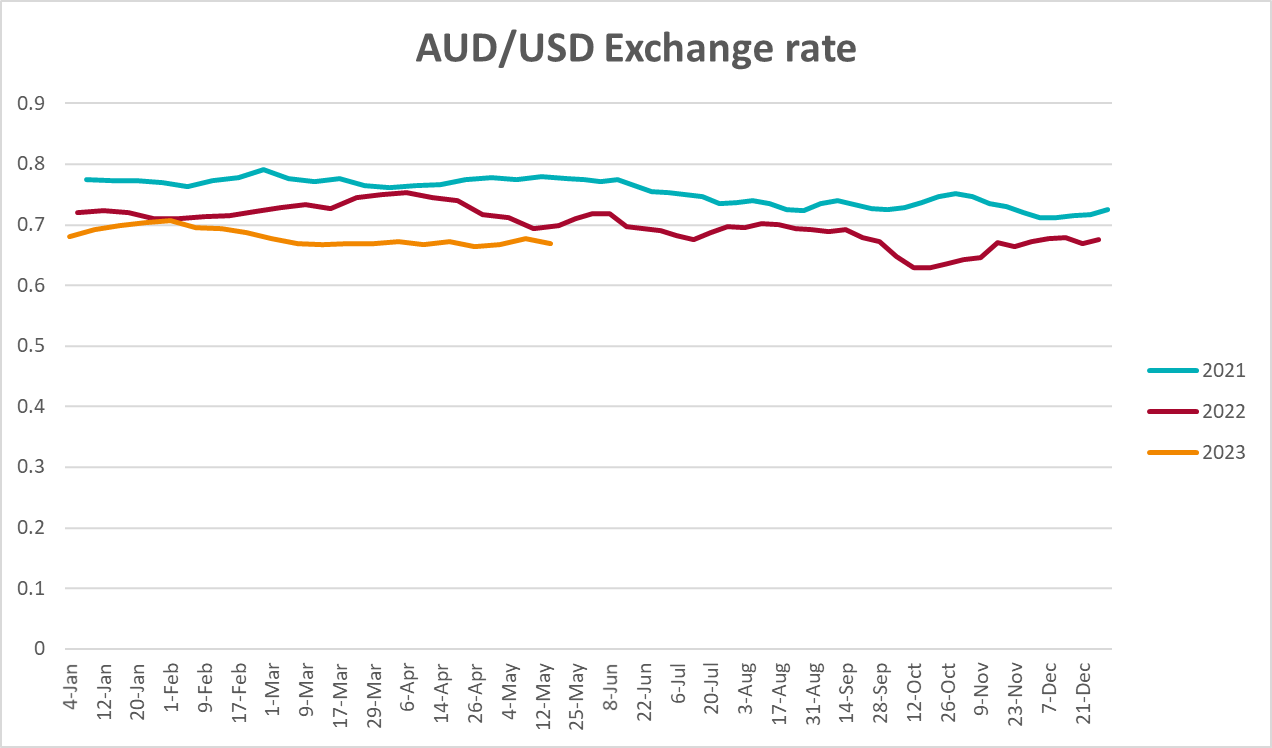 AUD/USD Exchange rate
0.9
0.8
0.7
0.6
0.5
0.4
0.3
0.2
0.1
0
4-Jan
12-Jan
20-Jan
1-Feb
9-Feb
17-Feb
1-Mar
9-Mar
17-Mar
29-Mar
6-Apr
14-Apr
26-Apr
4-May
12-May
25-May
8-Jun
22-Jun
6-Jul
20-Jul
3-Aug
17-Aug
31-Aug
14-Sep
28-Sep
12-Oct
26-Oct
9-Nov
23-Nov
7-Dec
21-Dec
2021
2022
2023